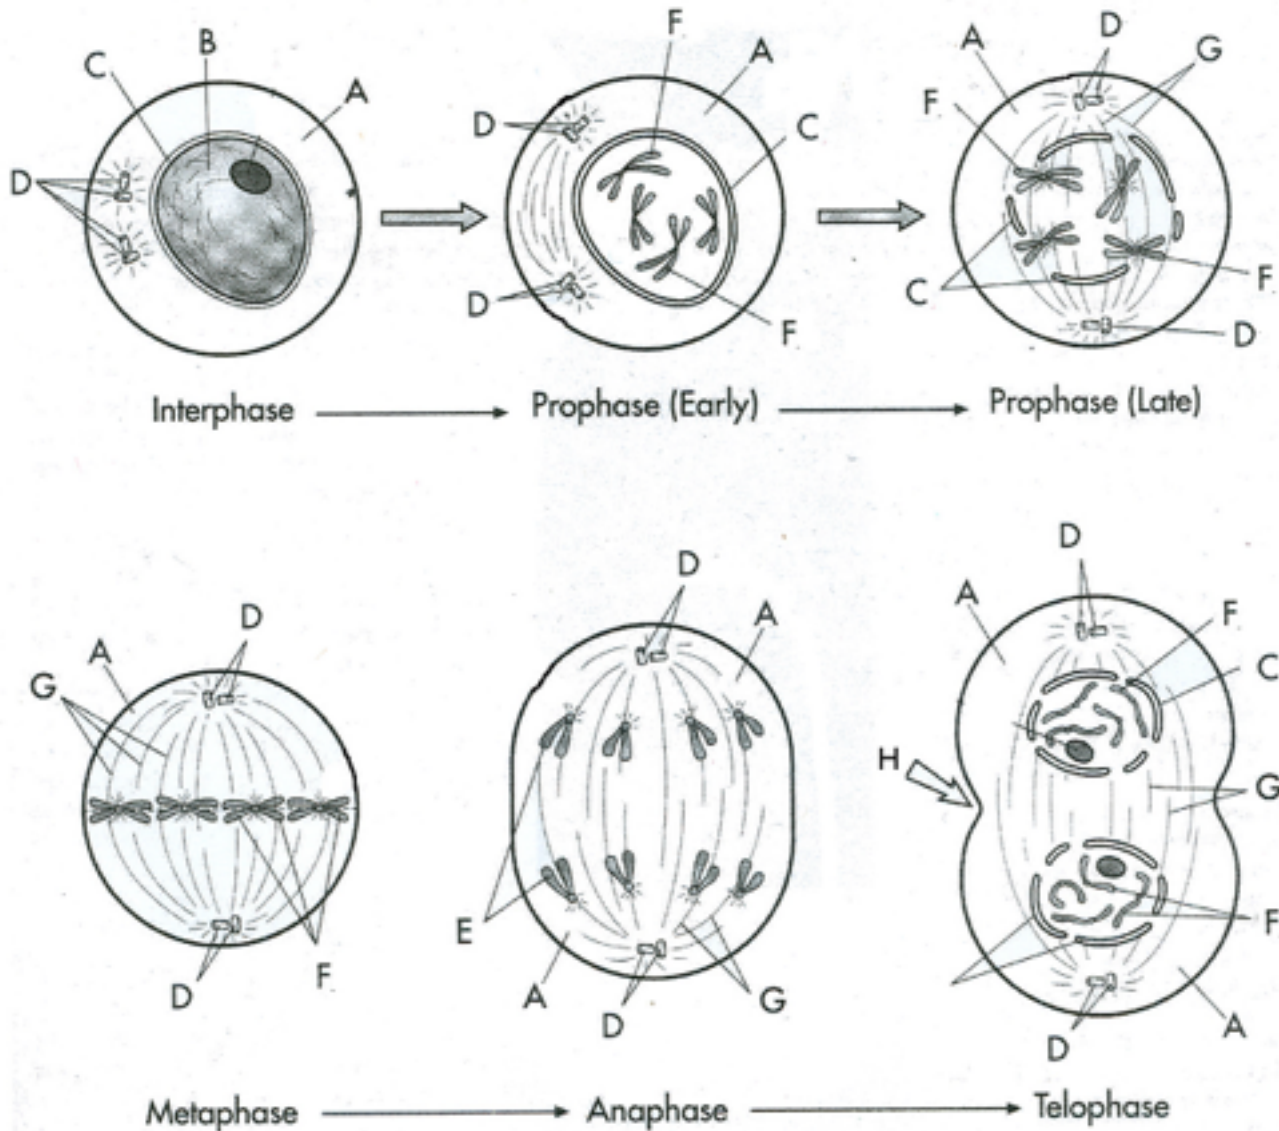 F
D
B
A
D
A
G
C
A
F
D
C
D
F
D
C
F
F
D
Interphase
Prophase (Early)
Prophase (Late)
D
D
A
F
D
A
A
C
G
H
G
E
F
F
A
G
D
D
A
D
Metaphase
Anaphase
Telophase